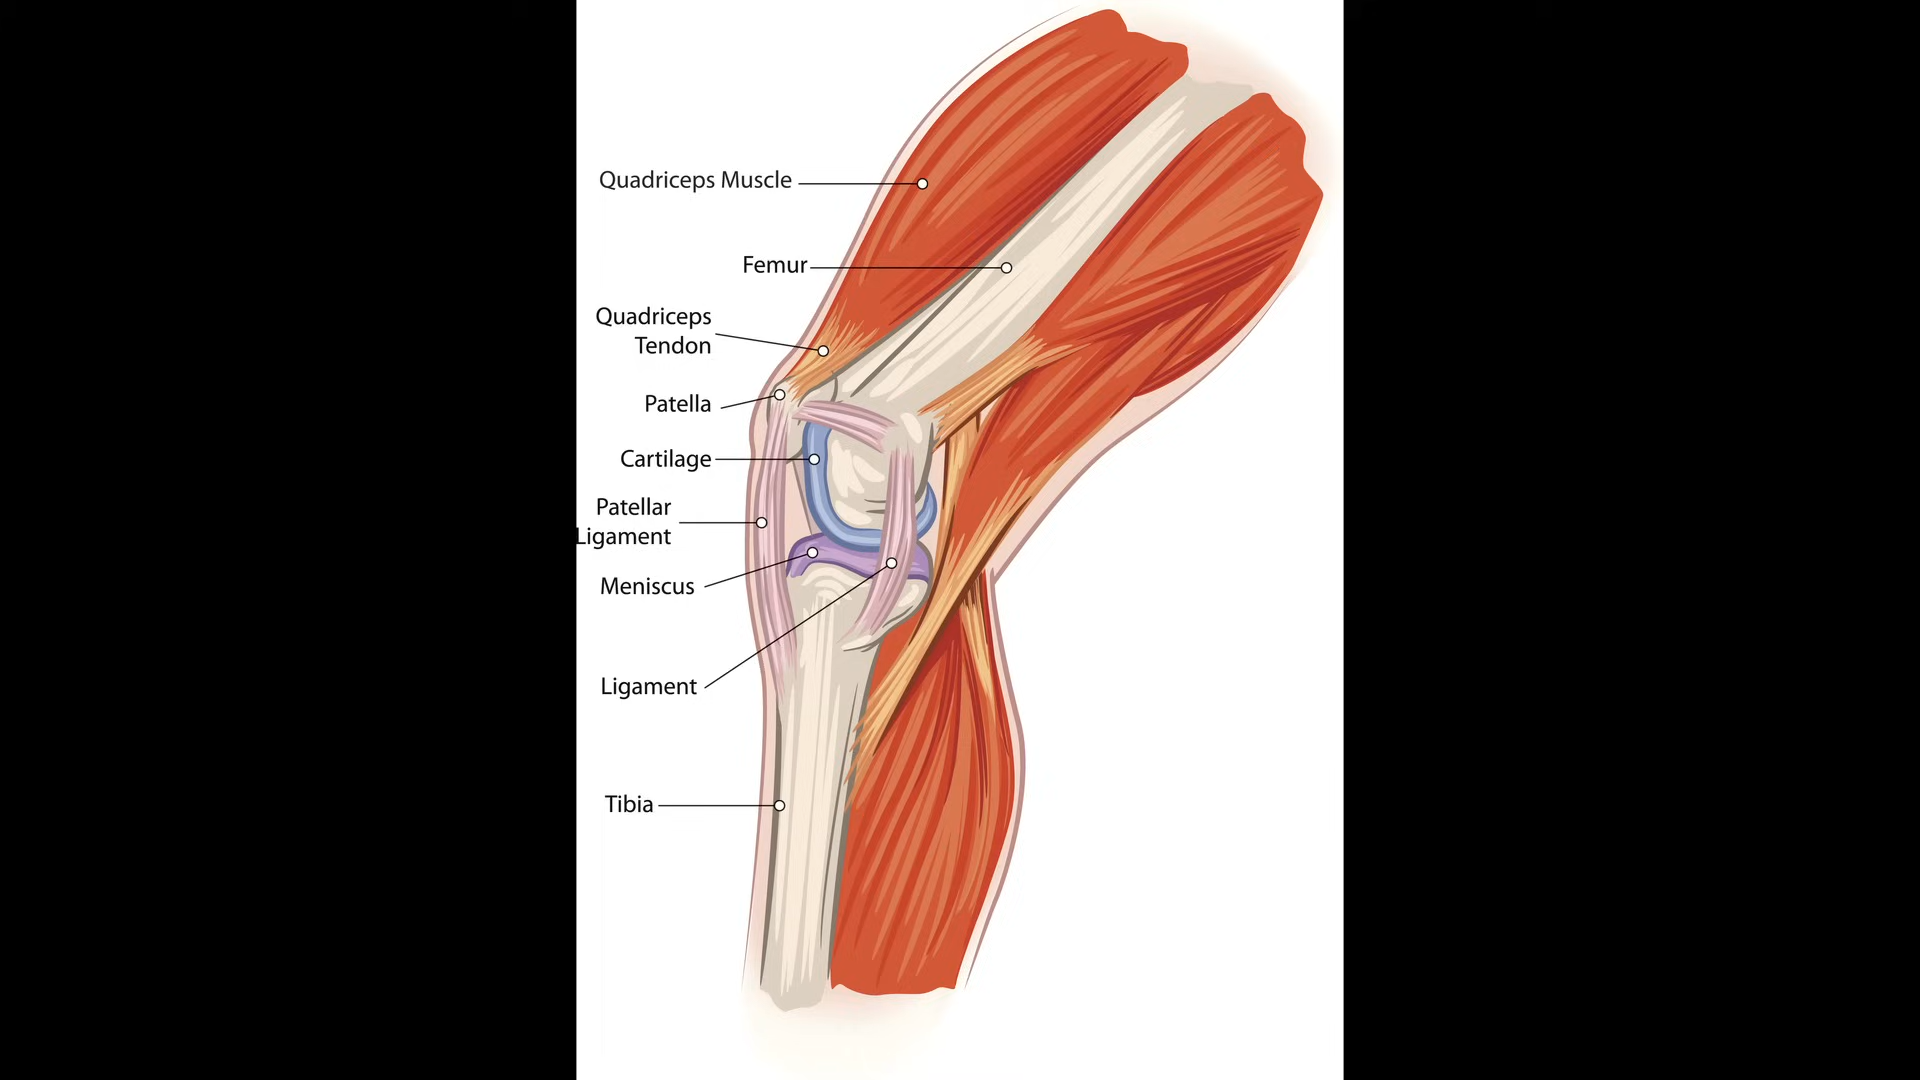 Quadriceps Muscle
Femur
Quadriceps
Tendon
Patella
Cartilage
Patellar
Ligament
Meniscus
Ligament
Tibia